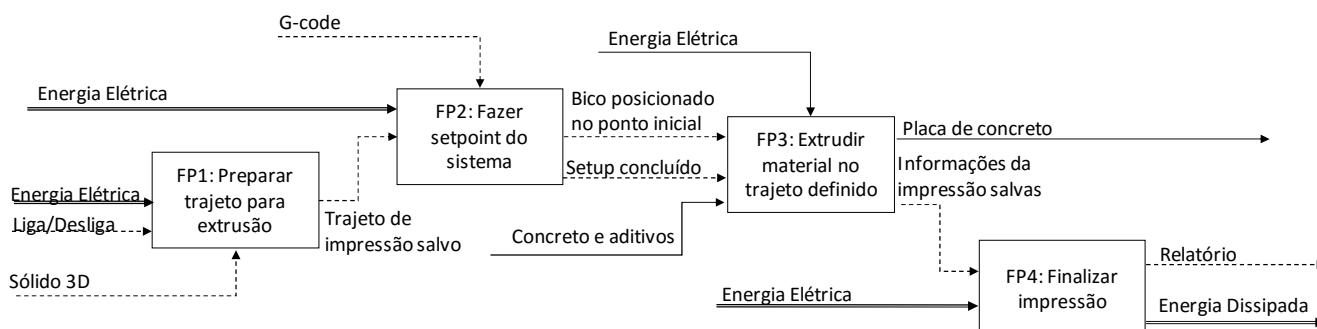 G-code
Energia Elétrica
Energia Elétrica
FP2: Fazer
setpoint do
sistema
Bico posicionado
no ponto inicial
Setup concluído
FP3: Extrudir
material no
trajeto definido
Placa de concreto
Informações da
impressão salvas
FP1: Preparar
trajeto para
extrusão
Energia Elétrica
Liga/Desliga
Trajeto de
impressão salvo
Sólido 3D
Concreto e aditivos
FP4: Finalizar
impressão
Relatório
Energia Elétrica
Energia Dissipada